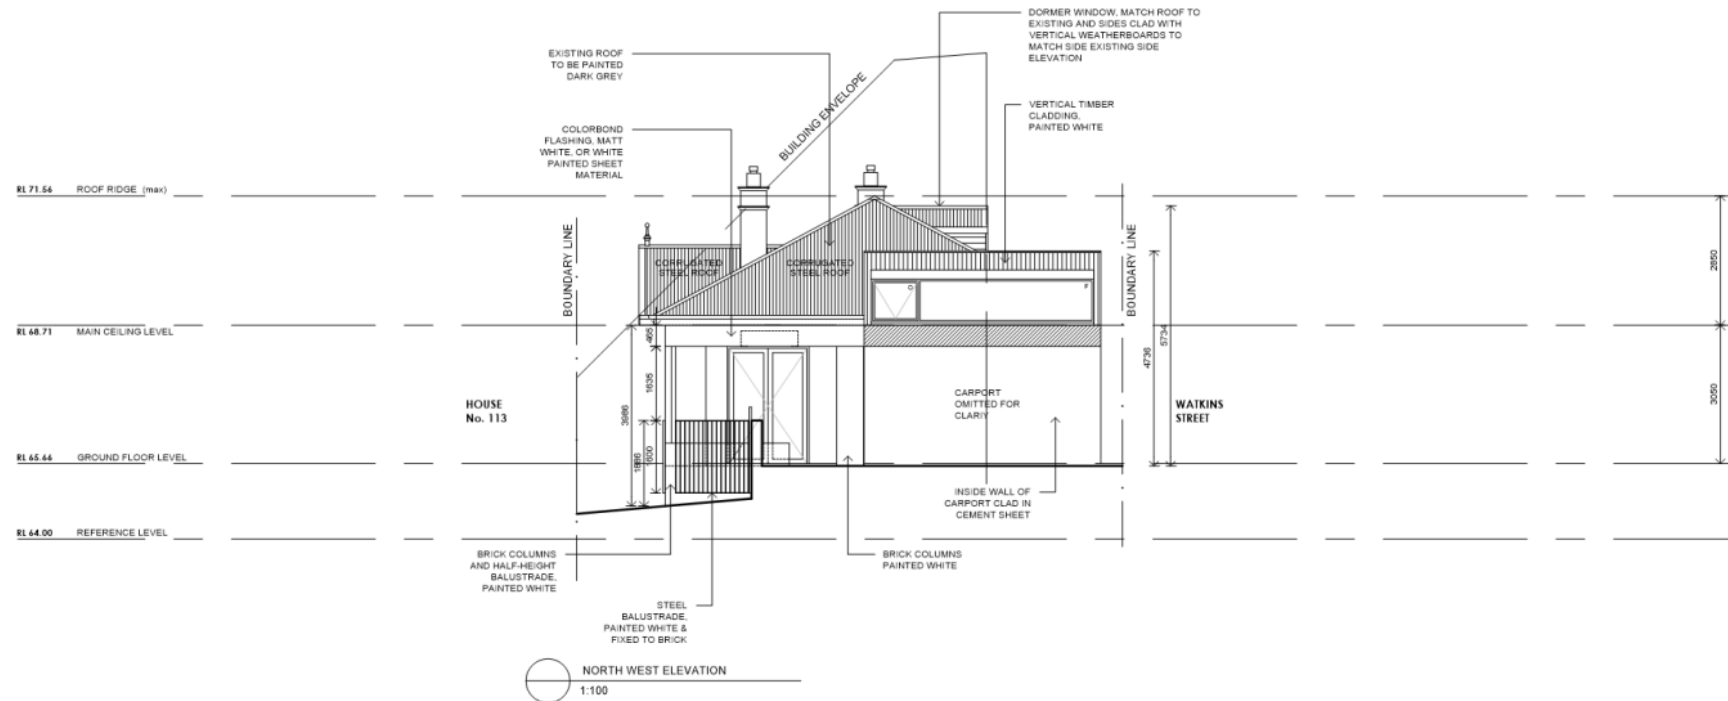 DORMER WINDOW, MATCH ROOF TO
EXISTING AND SIDES CLAD WITH
VERTICAL WEATHERBOARDS TO
MATCH SIDE EXISTING SIDE
ELEVATION
EXISTING ROOF
TO BE PAINTED
DARK GREY
BUILDING ENVELOPE
VERTICAL TIMBER
CLADDING,
PAINTED WHITE
COLORBOND
FLASHING, MATT
WHITE, OR WHITE
PAINTED SHEET
MATERIAL
RL 71.56 ROOF RIDGE (max)
BOUNDARY LINE
BOUNDARY LINE
CORRUGATED
STEEL ROOF
CORRUGATED
STEEL ROOF
F
2850
RL 68.71 MAIN CEILING LEVEL
465
5734
4736
1635
3986
CARPORT
OMITTED FOR
CLARIY
3050
HOUSE
No. 113
WATKINS
STREET
1886
1600
RL 65.66 GROUND FLOOR LEVEL
INSIDE WALL OF
CARPORT CLAD IN
CEMENT SHEET
RL 64.00 REFERENCE LEVEL
BRICK COLUMNS
AND HALF-HEIGHT
BALUSTRADE,
PAINTED WHITE
BRICK COLUMNS
PAINTED WHITE
STEEL
BALUSTRADE,
PAINTED WHITE &
FIXED TO BRICK
NORTH WEST ELEVATION
1:100